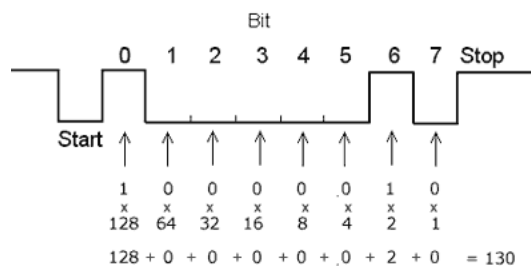 Bit
0 1 2 3 4 5 6 7 Stop
Start
1 0 0 0 0 0 1 0
x x x x x x x x
128 64 32 16 8 4 2 1
128 + 0 + 0 + 0 + 0 + 0 + 2 + 0 = 130